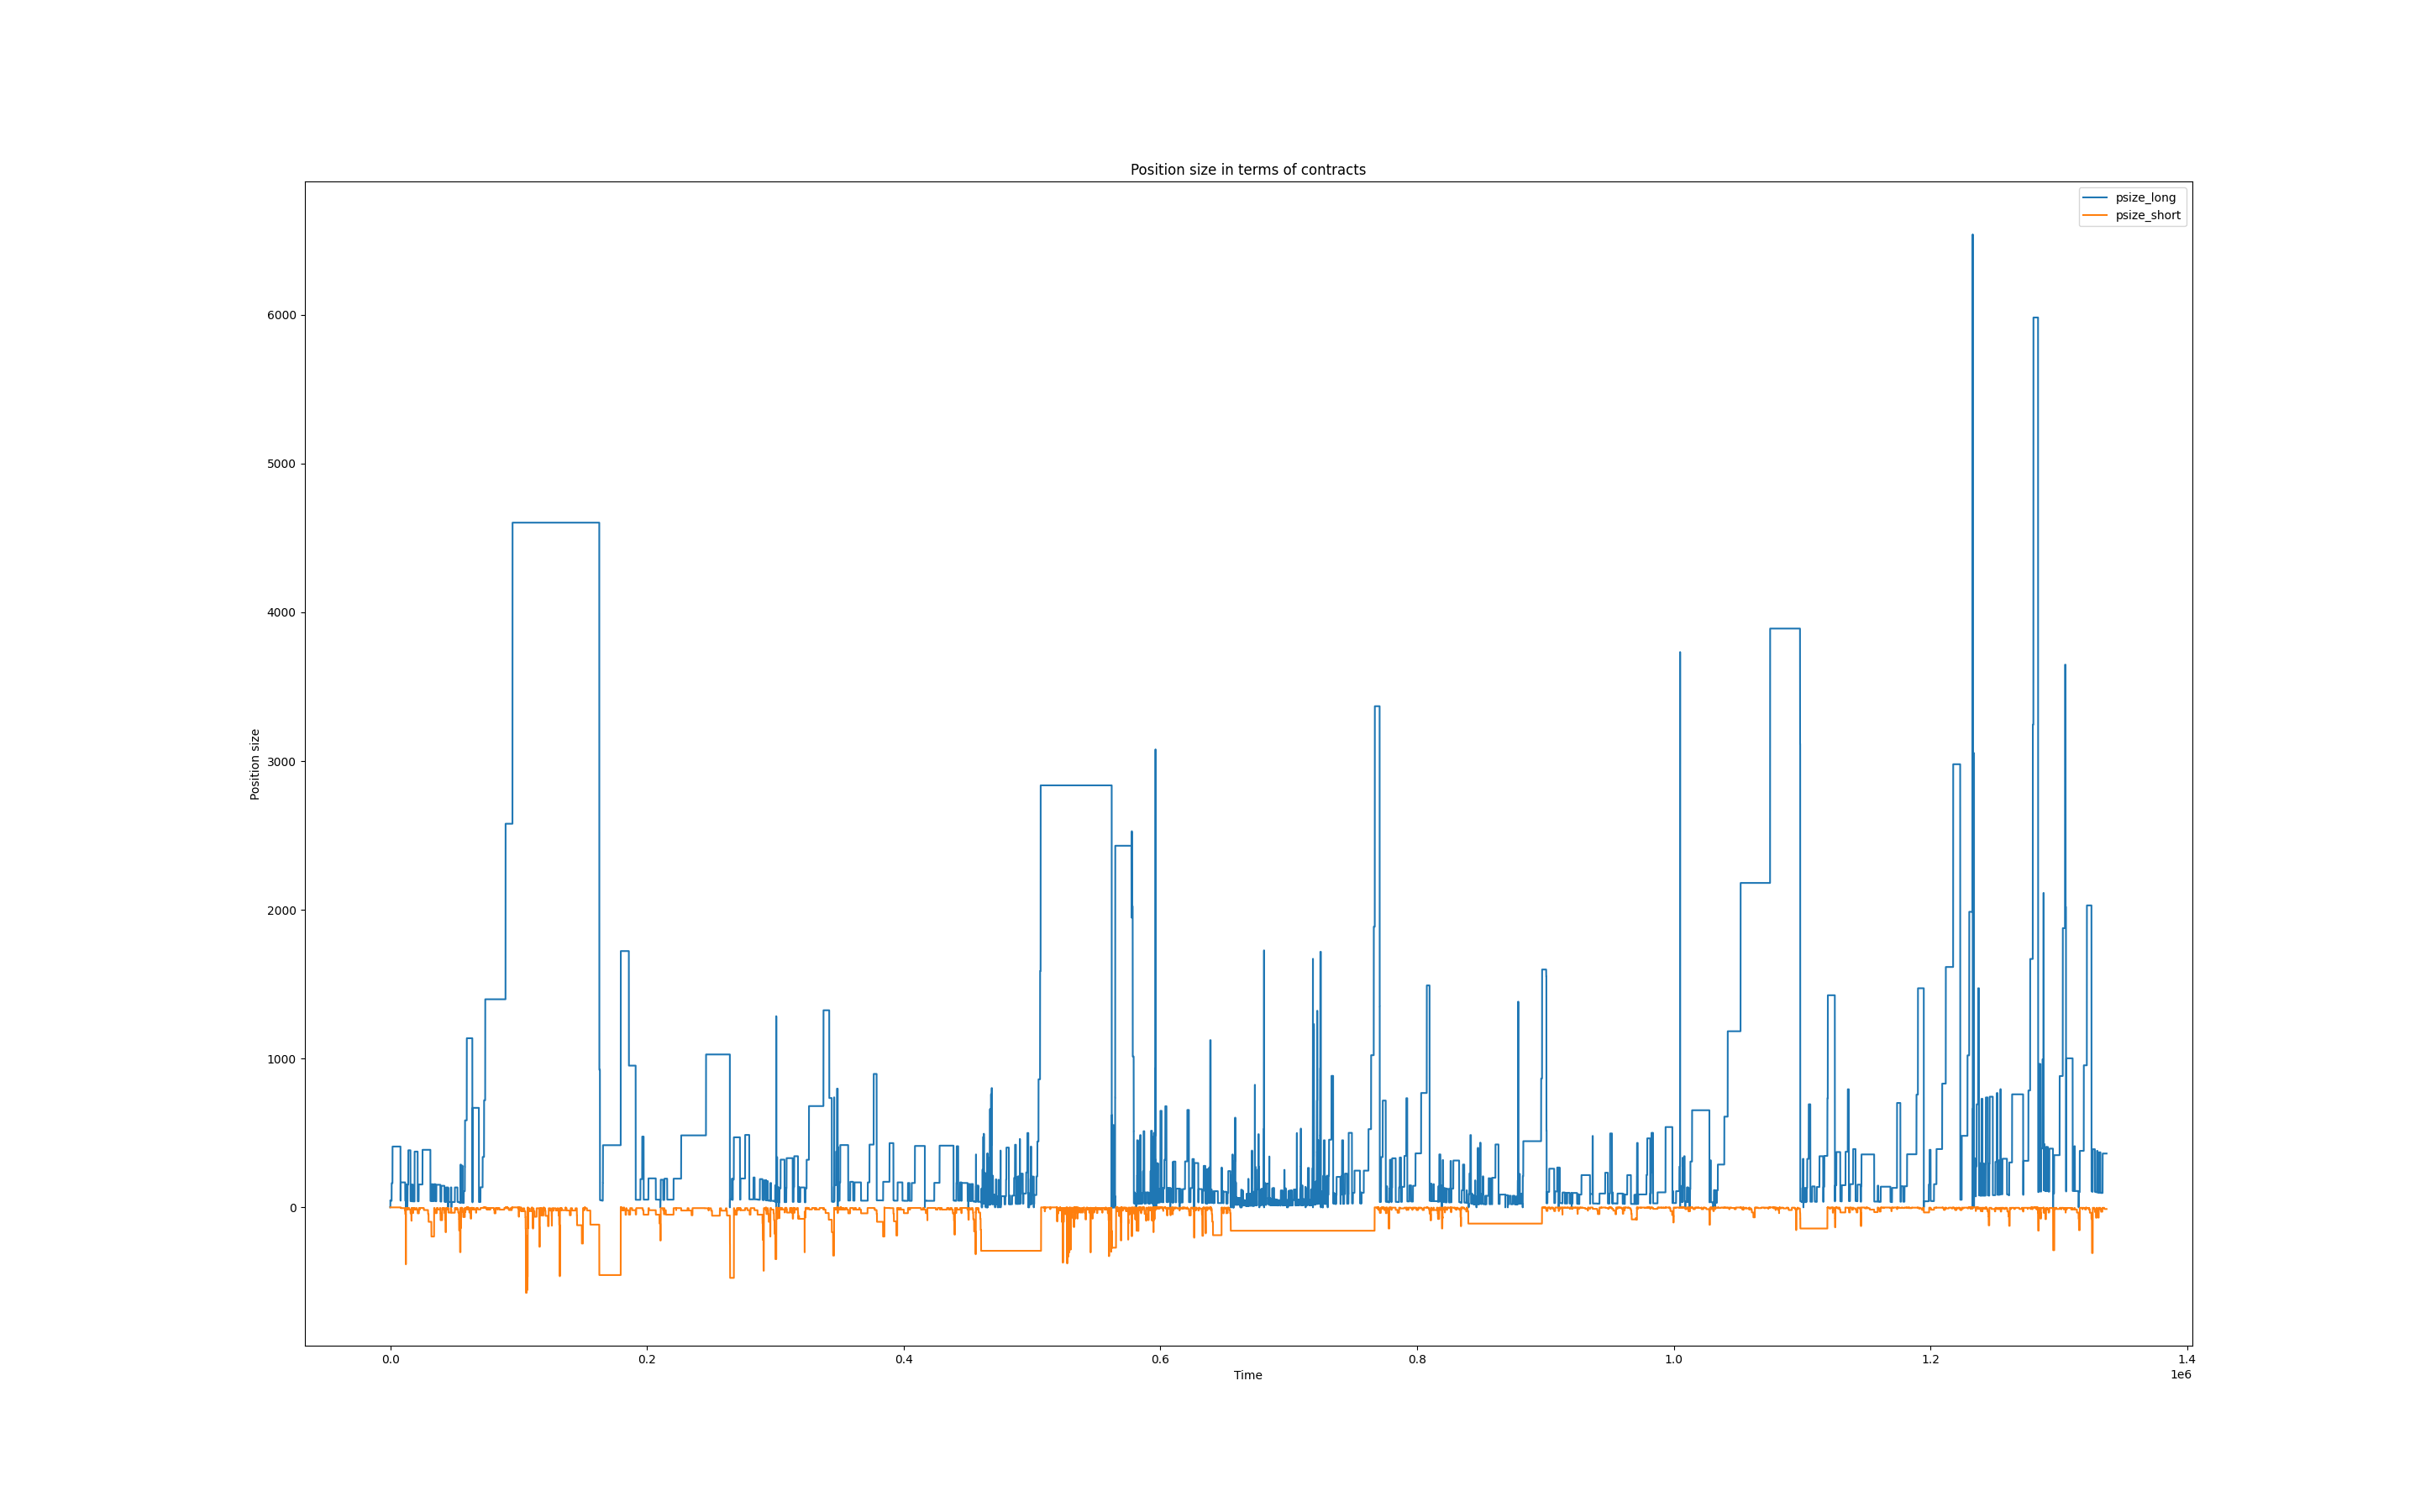 Position size in terms of contracts
psize_long
psize_short
6000
5000
4000
3000
2000
1000
0
Position size
0.0 0.2 0.4 0.6 0.8 1.0 1.2 1.4
Time
1e6